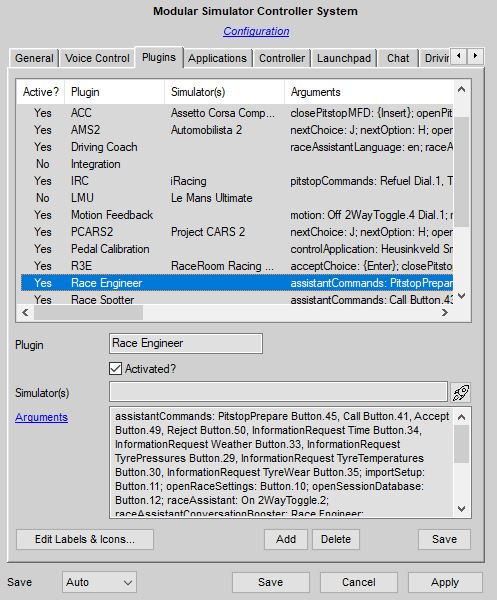 Modular Simulator Controller System
Configuration
General Voice Control Plugins Applications Controller Launchpad Chat Drivin
Active? Plugin Simulator(s) Arguments
Yes ACC Assetto Corsa Comp... closePitstopMFD: {Insert}; openPit
Yes AMS2 Automobilista 2 nextChoice: J; nextOption: H; open
Yes Driving Coach raceAssistantLanguage: en; raceA
No Integration
Yes IRC iRacing pitstopCommands: Refuel Dial.1, T
No LMU Le Mans Ultimate
Yes Motion Feedback motion: Off 2WayToggle.4 Dial.1; m
Yes PCARS2 Project CARS 2 nextChoice: J; nextOption: H; open
Yes Pedal Calibration controlApplication: Heusinkveld Sm
Yes R3E RaceRoom Racing ... acceptChoice: {Enter}; closePitsto
Yes Race Engineer assistantCommands: PitstopPrepar
Yes Race Spotter assistantCommands: Call Button.43
Plugin Race Engineer
Activated?
Simulator(s)
Arguments
assistantCommands: PitstopPrepare Button.45, Call Button.41, Accept
Button.49, Reject Button.50, InformationRequest Time Button.34,
InformationRequest Weather Button.33, InformationRequest
TyrePressures Button.29, InformationRequest TyreTemperatures
Button.30, InformationRequest TyreWear Button.35; importSetup:
Button.11; openRaceSettings: Button.10; openSessionDatabase:
Button.12; raceAssistant: On 2WayToggle.2;
raceAssistantConversationBooster: Race Engineer;
Edit Labels & Icons... Add Delete Save
Save Auto Save Cancel Apply